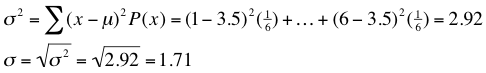 σ² = ∑(x − μ)² P(x) = (1 − 3.5)² (1/6) + … + (6 − 3.5)² (1/6) = 2.92
σ = √σ² = √2.92 = 1.71